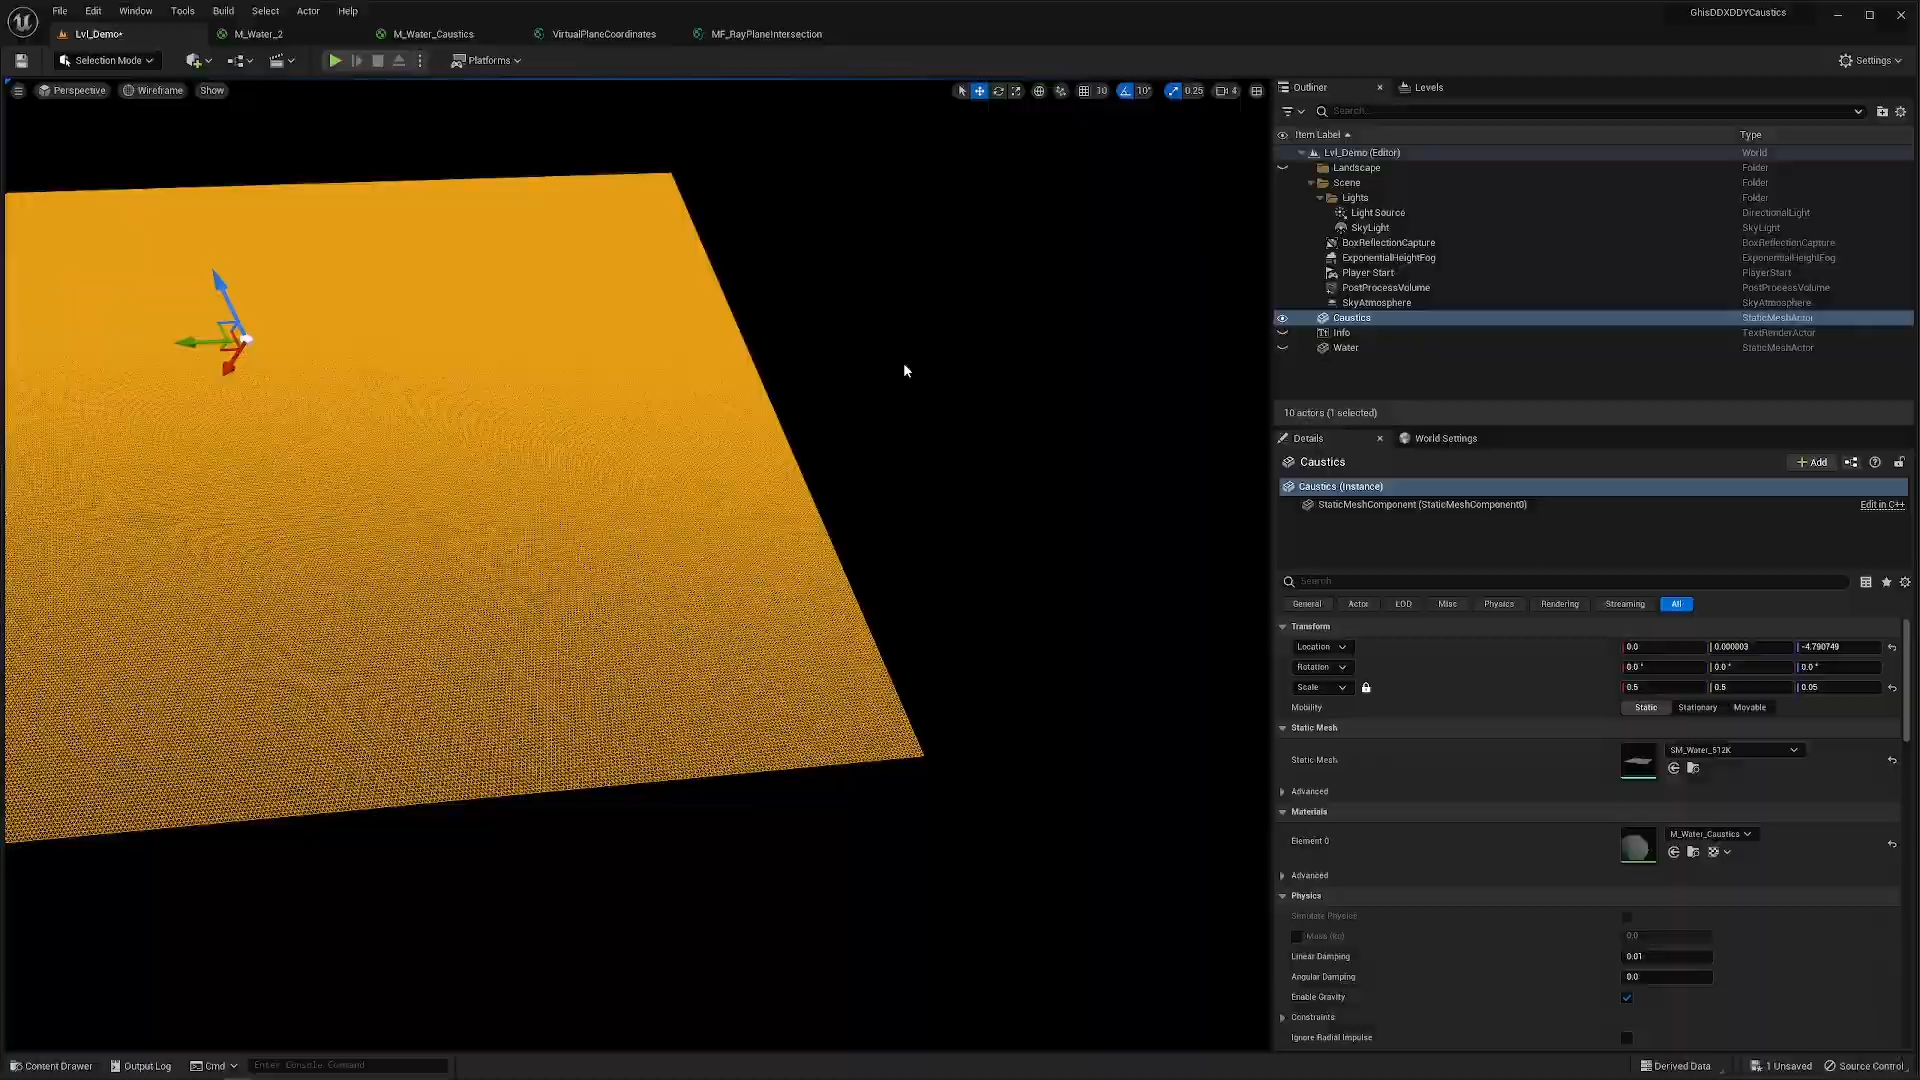 File Edit Window Tools Build Select Actor Help
GhisDDXDDYCaustics
Lvl_Demo•
M_Water_2
M_Water_Caustics
VirtualPlaneCoordinates
MF_RayPlaneIntersection
Selection Mode
Platforms
Settings
Perspective
Wireframe
Show
10
10°
0.25
4
Outliner
Levels
Search...
Item Label
Type
Lvl_Demo (Editor) World
Landscape Folder
Scene Folder
Lights Folder
Light Source DirectionalLight
SkyLight SkyLight
BoxReflectionCapture BoxReflectionCapture
ExponentialHeightFog ExponentialHeightFog
Player Start PlayerStart
PostProcessVolume PostProcessVolume
SkyAtmosphere SkyAtmosphere
Caustics StaticMeshActor
Info TextRenderActor
Water StaticMeshActor
10 actors (1 selected)
Details
World Settings
Caustics
Add
Caustics (Instance)
StaticMeshComponent (StaticMeshComponent0)
Edit in C++
Search
General Actor LOD Misc Physics Rendering Streaming All
Transform
Location 0.0 0.000003 -4.790749
Rotation 0.0 ° 0.0 ° 0.0 °
Scale 0.5 0.5 0.05
Mobility Static Stationary Movable
Static Mesh
Static Mesh SM_Water_512K
Advanced
Materials
Element 0 M_Water_Caustics
Advanced
Physics
Simulate Physics
Mass (kg) 0.0
Linear Damping 0.01
Angular Damping 0.0
Enable Gravity
Constraints
Ignore Radial Impulse
Content Drawer
Output Log
Cmd
Enter Console Command
Derived Data
1 Unsaved
Source Control